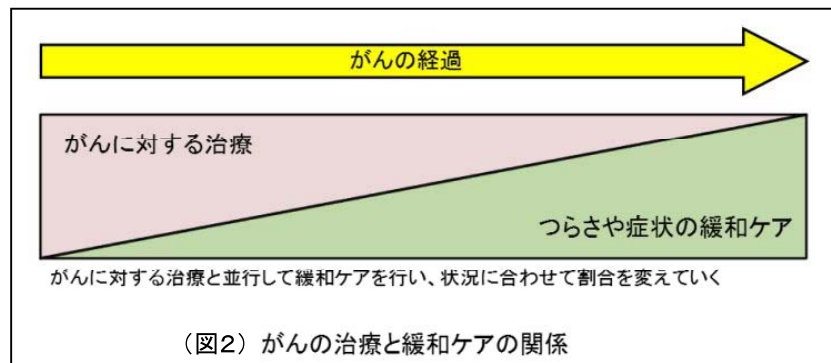 がんの経過
がんに対する治療
つらさや症状の緩和ケア
がんに対する治療と並行して緩和ケアを行い、状況に合わせて割合を変えていく
（図２）がんの治療と緩和ケアの関係